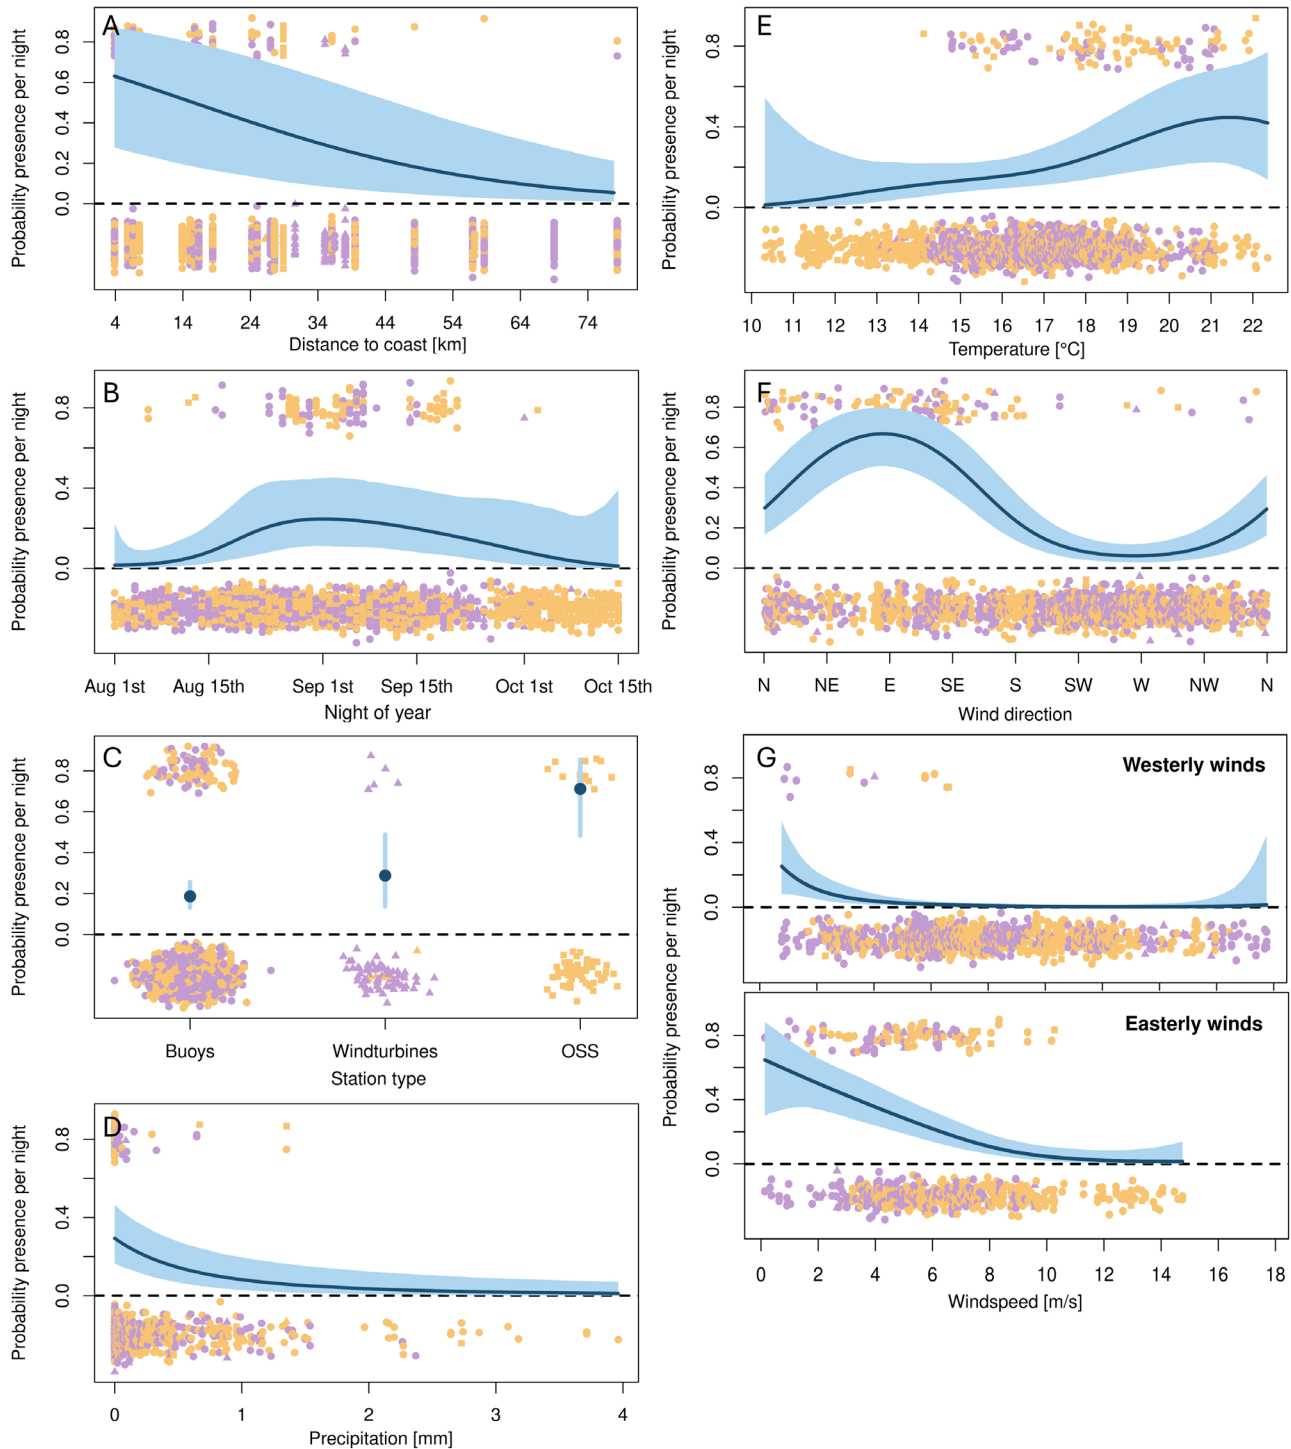 A
Probability presence per night
0.8
0.6
0.4
0.2
0.0
4 14 24 34 44 54 64 74
Distance to coast [km]
B
Probability presence per night
0.8
0.4
0.0
Aug 1st Aug 15th Sep 1st Sep 15th Oct 1st Oct 15th
Night of year
C
Probability presence per night
0.8
0.6
0.4
0.2
0.0
Buoys Windturbines OSS
Station type
D
Probability presence per night
0.8
0.4
0.0
0 1 2 3 4
Precipitation [mm]
E
Probability presence per night
0.8
0.4
0.0
10 11 12 13 14 15 16 17 18 19 20 21 22
Temperature [°C]
F
Probability presence per night
0.8
0.6
0.4
0.2
0.0
N NE E SE S SW W NW N
Wind direction
G
Westerly winds
Probability presence per night
0.8
0.4
0.0
Easterly winds
0.8
0.4
0.0
0 2 4 6 8 10 12 14 16 18
Windspeed [m/s]